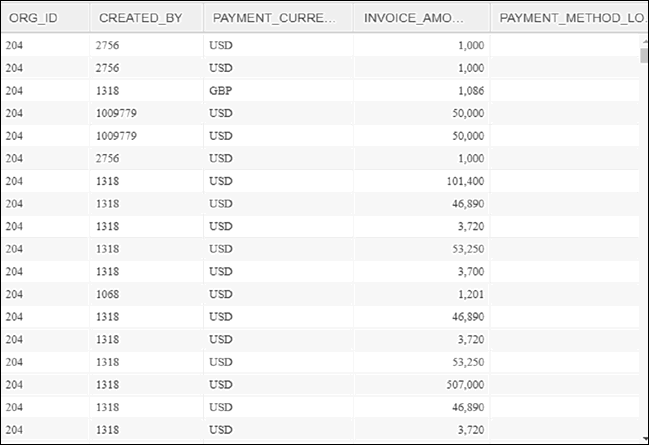 ORG_ID CREATED_BY PAYMENT_CURRE... INVOICE_AMO... PAYMENT_METHOD_LO...
204 2756 USD 1,000
204 2756 USD 1,000
204 1318 GBP 1,086
204 1009779 USD 50,000
204 1009779 USD 50,000
204 2756 USD 1,000
204 1318 USD 101,400
204 1318 USD 46,890
204 1318 USD 3,720
204 1318 USD 53,250
204 1318 USD 3,700
204 1068 USD 1,201
204 1318 USD 46,890
204 1318 USD 3,720
204 1318 USD 53,250
204 1318 USD 507,000
204 1318 USD 46,890
204 1318 USD 3,720